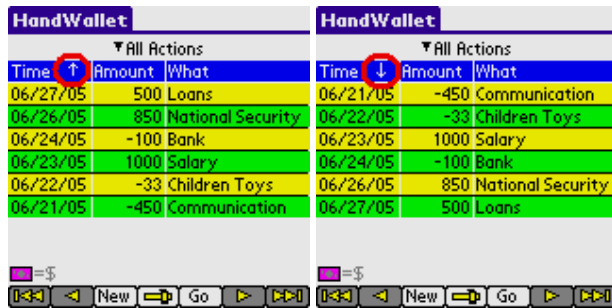 HandWallet
▼All Actions
Time ↑ Amount What
06/27/05 500 Loans
06/26/05 850 National Security
06/24/05 -100 Bank
06/23/05 1000 Salary
06/22/05 -33 Children Toys
06/21/05 -450 Communication
=$
New Go
HandWallet
▼All Actions
Time ↓ Amount What
06/21/05 -450 Communication
06/22/05 -33 Children Toys
06/23/05 1000 Salary
06/24/05 -100 Bank
06/26/05 850 National Security
06/27/05 500 Loans
=$
New Go